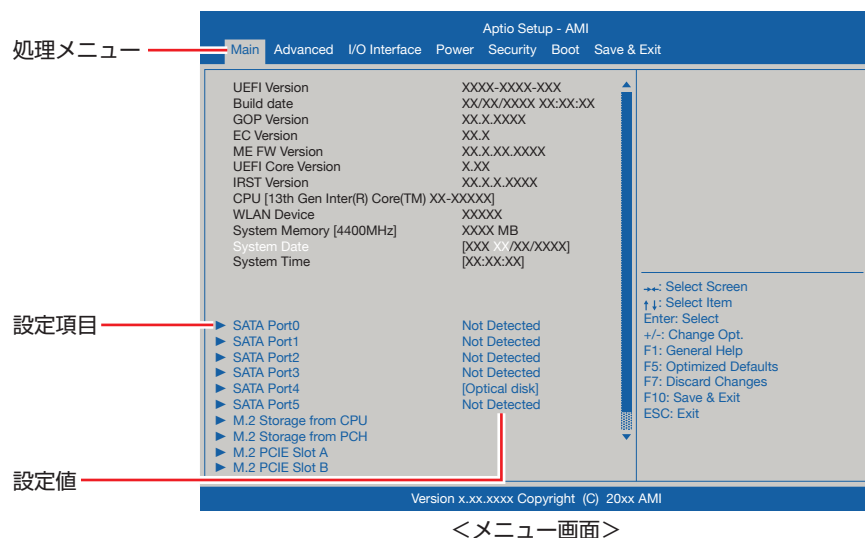 Aptio Setup - AMI
処理メニュー
Main Advanced I/O Interface Power Security Boot Save & Exit
UEFI Version XXXX-XXXX-XXX
Build date XX/XX/XXXX XX:XX:XX
GOP Version XX.X.XXXX
EC Version XX.X
ME FW Version XX.X.XX.XXXX
UEFI Core Version X.XX
IRST Version XX.X.X.XXXX
CPU [13th Gen Inter(R) Core(TM) XX-XXXXX]
WLAN Device XXXXX
System Memory [4400MHz] XXXX MB
System Date [XXX XX/XX/XXXX]
System Time [XX:XX:XX]
→←: Select Screen
↑↓: Select Item
Enter: Select
+/-: Change Opt.
F1: General Help
F5: Optimized Defaults
F7: Discard Changes
F10: Save & Exit
ESC: Exit
設定項目
▶ SATA Port0 Not Detected
▶ SATA Port1 Not Detected
▶ SATA Port2 Not Detected
▶ SATA Port3 Not Detected
▶ SATA Port4 [Optical disk]
▶ SATA Port5 Not Detected
▶ M.2 Storage from CPU
▶ M.2 Storage from PCH
▶ M.2 PCIE Slot A
▶ M.2 PCIE Slot B
設定値
Version x.xx.xxxx Copyright (C) 20xx AMI
＜メニュー画面＞